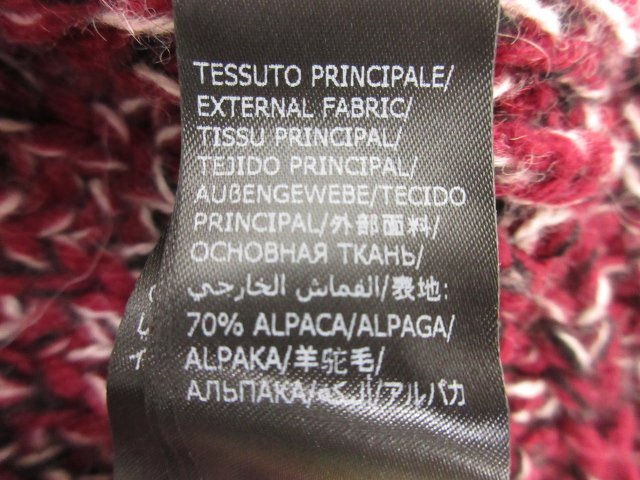 TESSUTO PRINCIPALE/
EXTERNAL FABRIC/
TISSU PRINCIPAL/
TEJIDO PRINCIPAL/
AUßENGEWEBE/TECIDO
PRINCIPAL/外部面料/
ОСНОВНАЯ ТКАНЬ/
القماش الخارجي/表地:
70% ALPACA/ALPAGA/
ALPAKA/羊驼毛/
АЛЬПАКА/البكه/アルパカ